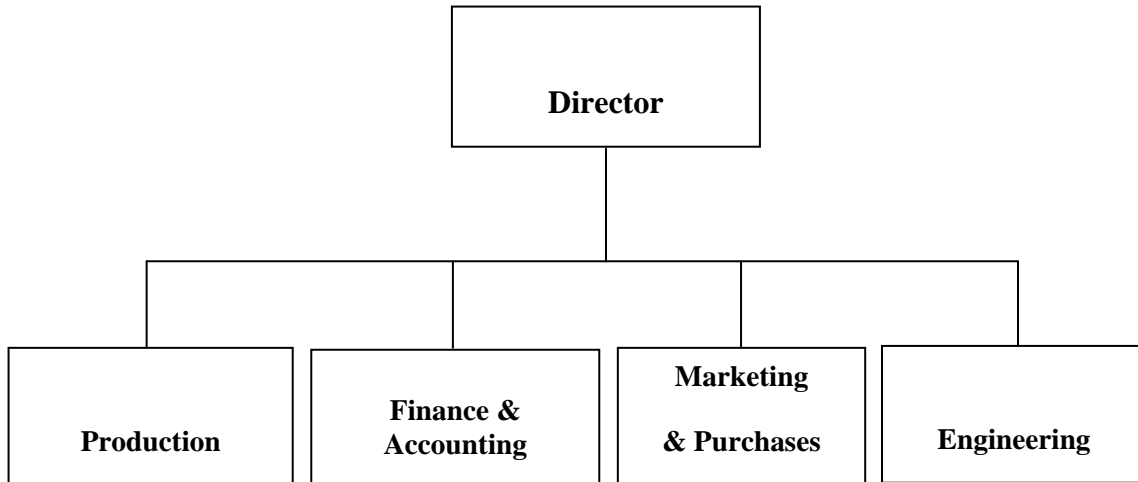 Director
Production
Finance &
Accounting
Marketing
& Purchases
Engineering